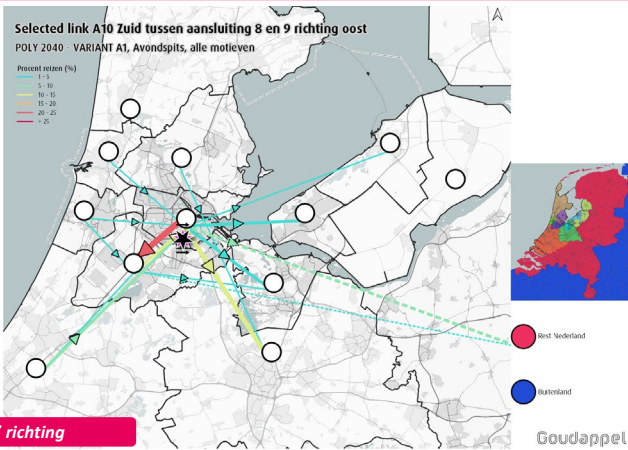 Selected link A10 Zuid tussen aansluiting 8 en 9 richting oost
POLY 2040 - VARIANT A1, Avondspits, alle motieven
Procent reizen (%)
1 - 5
5 - 10
10 - 15
15 - 20
20 - 25
> 25
Rest Nederland
Buitenland
richting
Goudappel